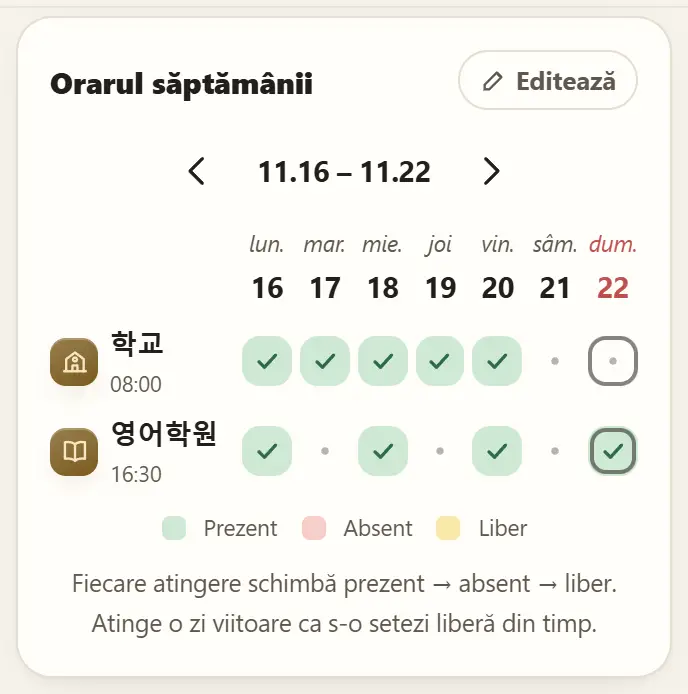 Orarul săptămânii
Editează
11.16 – 11.22
lun. mar. mie. joi vin. sâm. dum.
16 17 18 19 20 21 22
학교
08:00
영어학원
16:30
Prezent Absent Liber
Fiecare atingere schimbă prezent → absent → liber.
Atinge o zi viitoare ca s-o setezi liberă din timp.